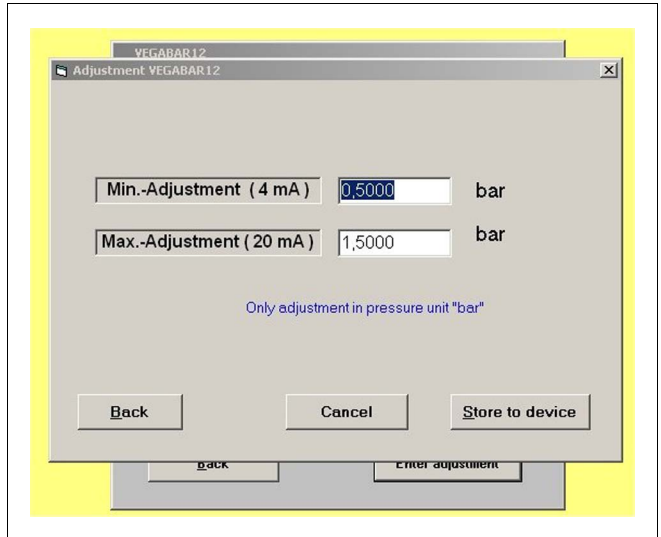 VEGABAR12
Adjustment VEGABAR12
Min.-Adjustment ( 4 mA ) 0,5000 bar
Max.-Adjustment ( 20 mA ) 1,5000 bar
Only adjustment in pressure unit "bar"
Back Cancel Store to device
Back Enter adjustment